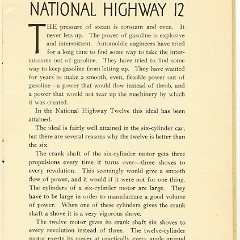 NATIONAL HIGHWAY 12
THE pressure of steam is constant and even. It
never lets up. The power of gasoline is explosive
and intermittent. Automobile engineers have tried
for a long time to find some way to take the inter-
missions out of gasoline. They have tried to find some
way to keep gasoline from letting up. They have wanted
for years to make a smooth, even, flexible power out of
gasoline—a power that would flow instead of throb, and
a power that would not tear up the machinery by which
it was created.
In the National Highway Twelve this ideal has been
attained.
The ideal is fairly well attained in the six-cylinder car,
but there are several reasons why the twelve is better than
the six.
The crank shaft of the six-cylinder motor gets three
propulsions every time it turns over—three shoves to
every revolution. This seemingly would give a smooth
flow of power, and it would if it were not for one thing.
The cylinders of a six-cylinder motor are large. They
have to be large in order to manufacture a good volume
of power. When one of these cylinders gives the crank
shaft a shove it is a very vigorous shove.
The twelve motor gives its crank shaft six shoves to
every revolution instead of three. The twelve-cylinder
motor exerts its power at practically every angle around